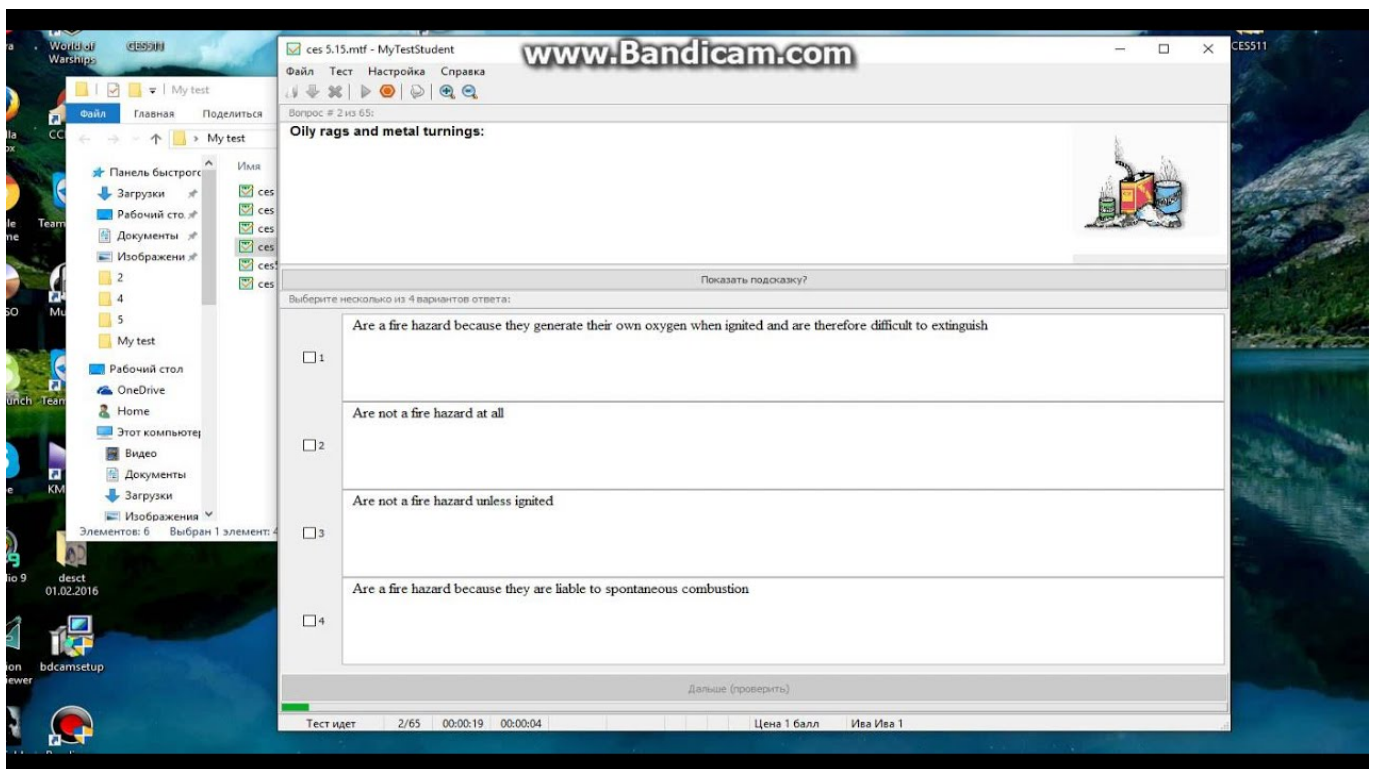 www.Bandicam.com
World of
Warships
CES511
CES511
ces 5.15.mtf - MyTestStudent
Файл Тест Настройка Справка
Вопрос # 2 из 65:
Oily rags and metal turnings:
Показать подсказку?
Выберите несколько из 4 вариантов ответа:
1 Are a fire hazard because they generate their own oxygen when ignited and are therefore difficult to extinguish
2 Are not a fire hazard at all
3 Are not a fire hazard unless ignited
4 Are a fire hazard because they are liable to spontaneous combustion
Дальше (проверить)
Тест идет 2/65 00:00:19 00:00:04 Цена 1 балл Ива Ива 1
My test
Файл Главная Поделиться
My test
Имя
Панель быстрого
Загрузки
Рабочий сто
Документы
Изображени
2
4
5
My test
Рабочий стол
OneDrive
Home
Этот компьютер
Видео
Документы
Загрузки
Изображения
ces
ces
ces
ces
ces
ces
Элементов: 6 Выбран 1 элемент: 4
desct
01.02.2016
bdcamsetup